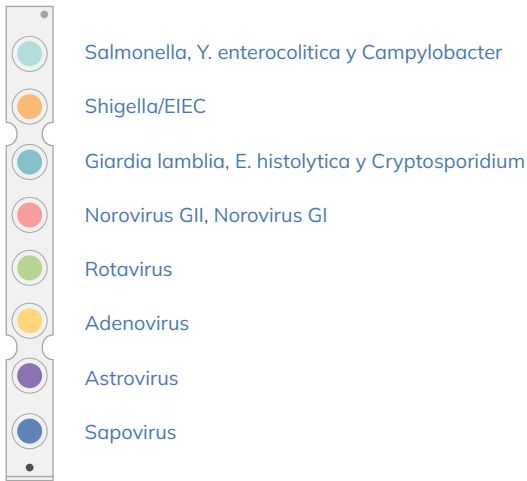 Salmonella, Y. enterocolitica y Campylobacter
Shigella/EIEC
Giardia lamblia, E. histolytica y Cryptosporidium
Norovirus GII, Norovirus GI
Rotavirus
Adenovirus
Astrovirus
Sapovirus